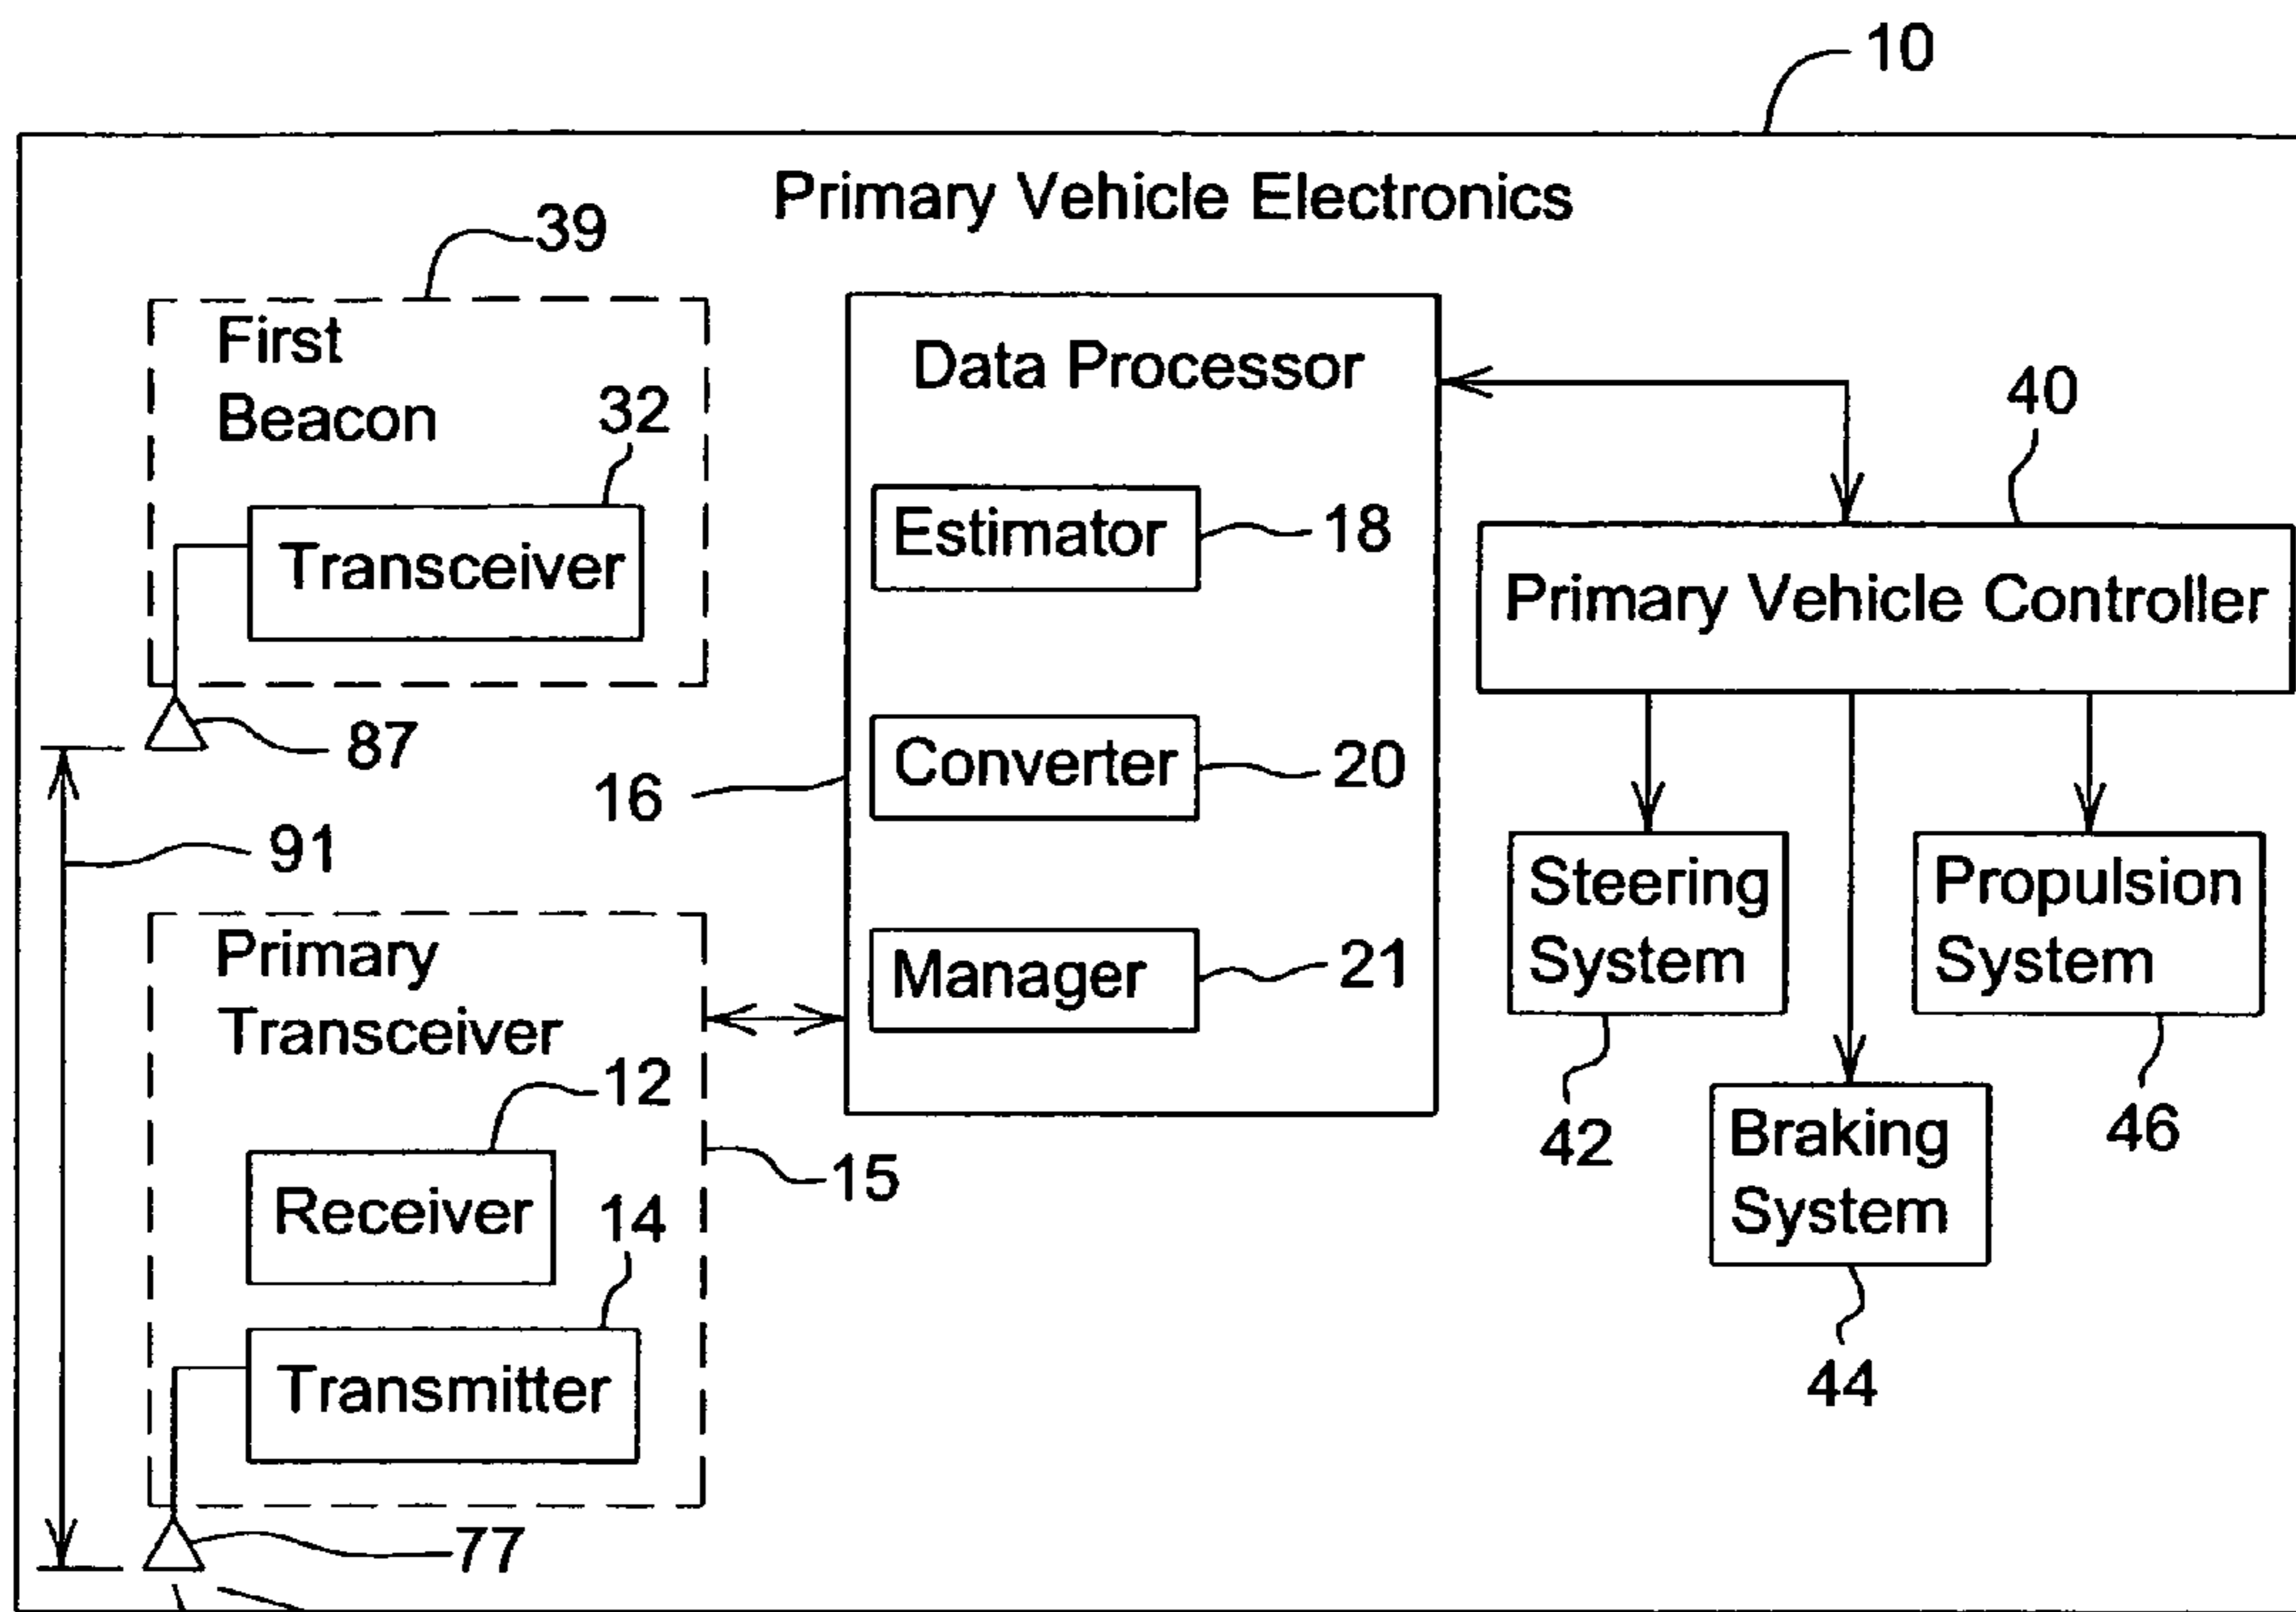 10
Primary Vehicle Electronics
39
First
Beacon
32
Transceiver
87
91
Primary
Transceiver
12
Receiver
14
Transmitter
15
77
Data Processor
Estimator
18
Converter
20
16
Manager
21
40
Primary Vehicle Controller
Steering
System
42
Propulsion
System
46
Braking
System
44